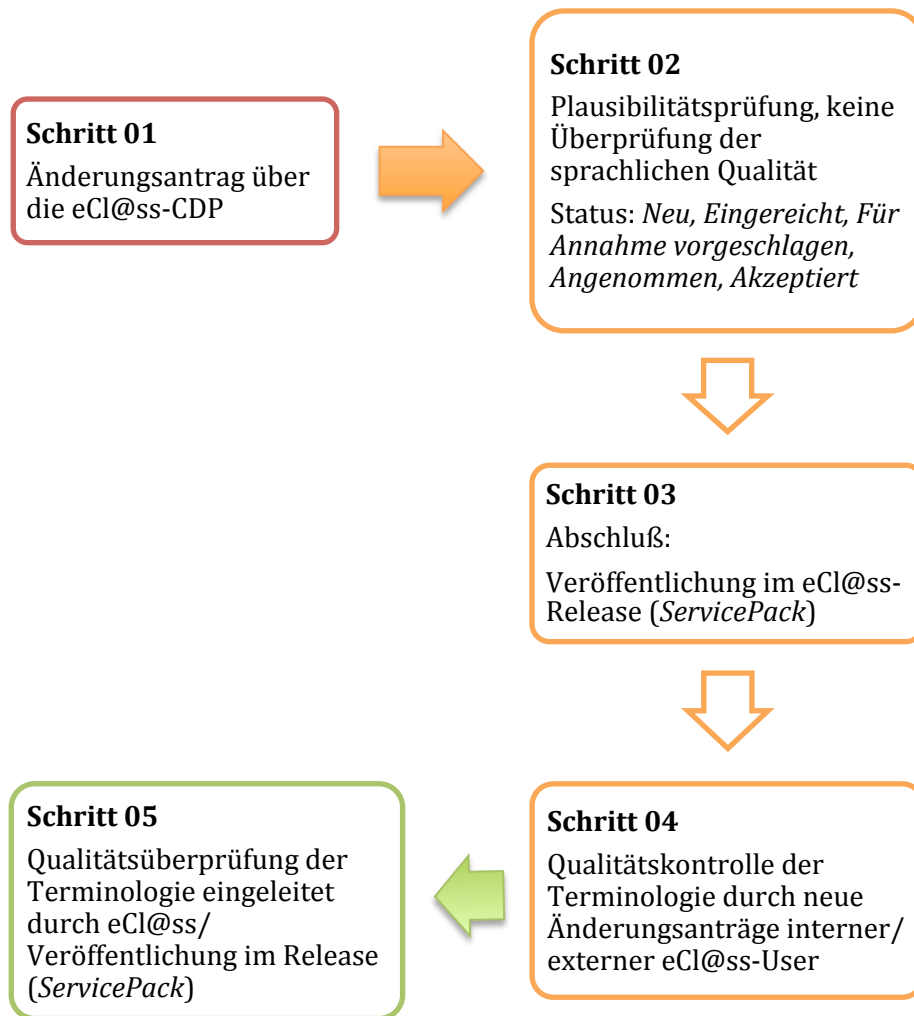 Schritt 01
Änderungsantrag über
die eCl@ss-CDP
Schritt 02
Plausibilitätsprüfung, keine
Überprüfung der
sprachlichen Qualität
Status: Neu, Eingereicht, Für
Annahme vorgeschlagen,
Angenommen, Akzeptiert
Schritt 03
Abschluß:
Veröffentlichung im eCl@ss-
Release (ServicePack)
Schritt 04
Qualitätskontrolle der
Terminologie durch neue
Änderungsanträge interner/
externer eCl@ss-User
Schritt 05
Qualitätsüberprüfung der
Terminologie eingeleitet
durch eCl@ss/
Veröffentlichung im Release
(ServicePack)